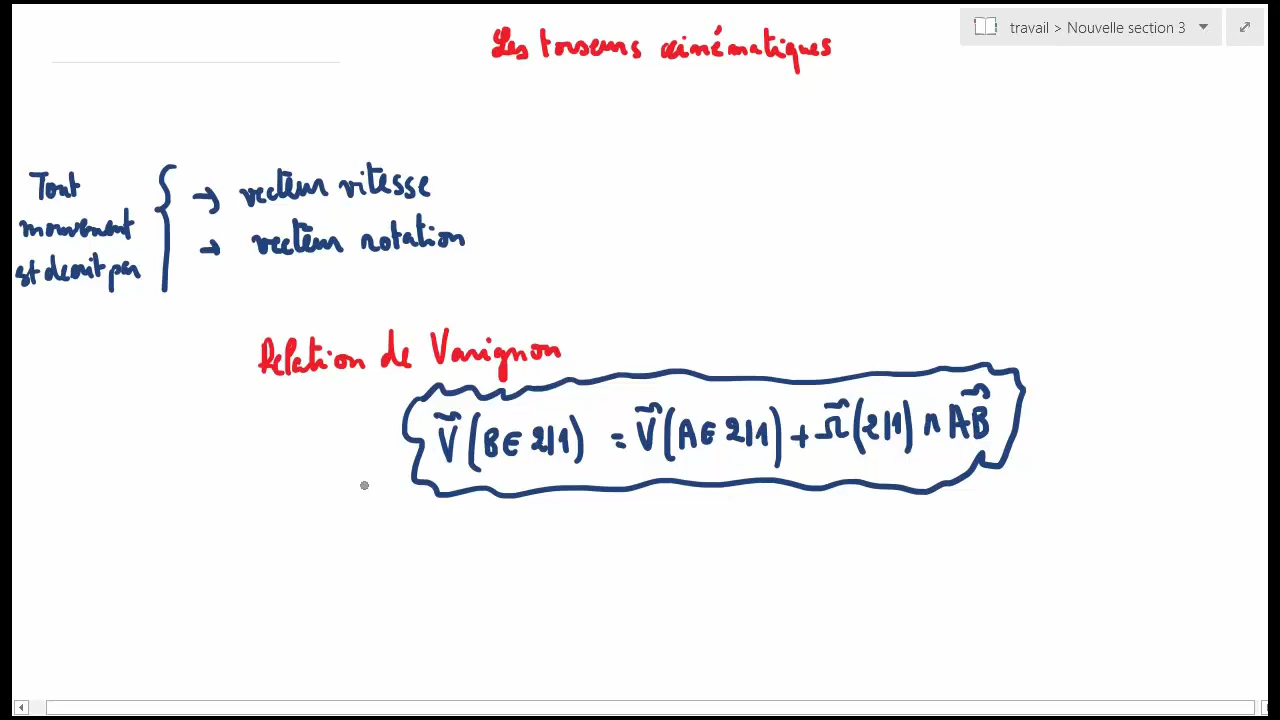 travail > Nouvelle section 3
Les torseurs cinématiques
Tout
mouvement
est décrit par
→ vecteur vitesse
→ vecteur rotation
Relation de Varignon
V⃗(B∈2/1) = V⃗(A∈2/1) + Ω⃗(2/1) ∧ AB⃗